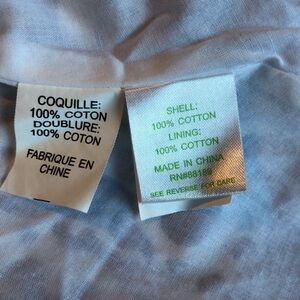 COQUILLE:
100% COTON
DOUBLURE:
100% COTON
FABRIQUE EN
CHINE
SHELL:
100% COTTON
LINING:
100% COTTON
MADE IN CHINA
SEE REVERSE FOR CARE